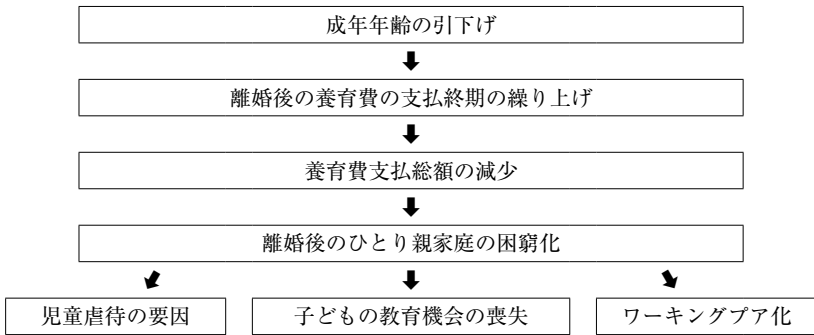 成年年齢の引下げ
離婚後の養育費の支払終期の繰り上げ
養育費支払総額の減少
離婚後のひとり親家庭の困窮化
児童虐待の要因
子どもの教育機会の喪失
ワーキングプア化